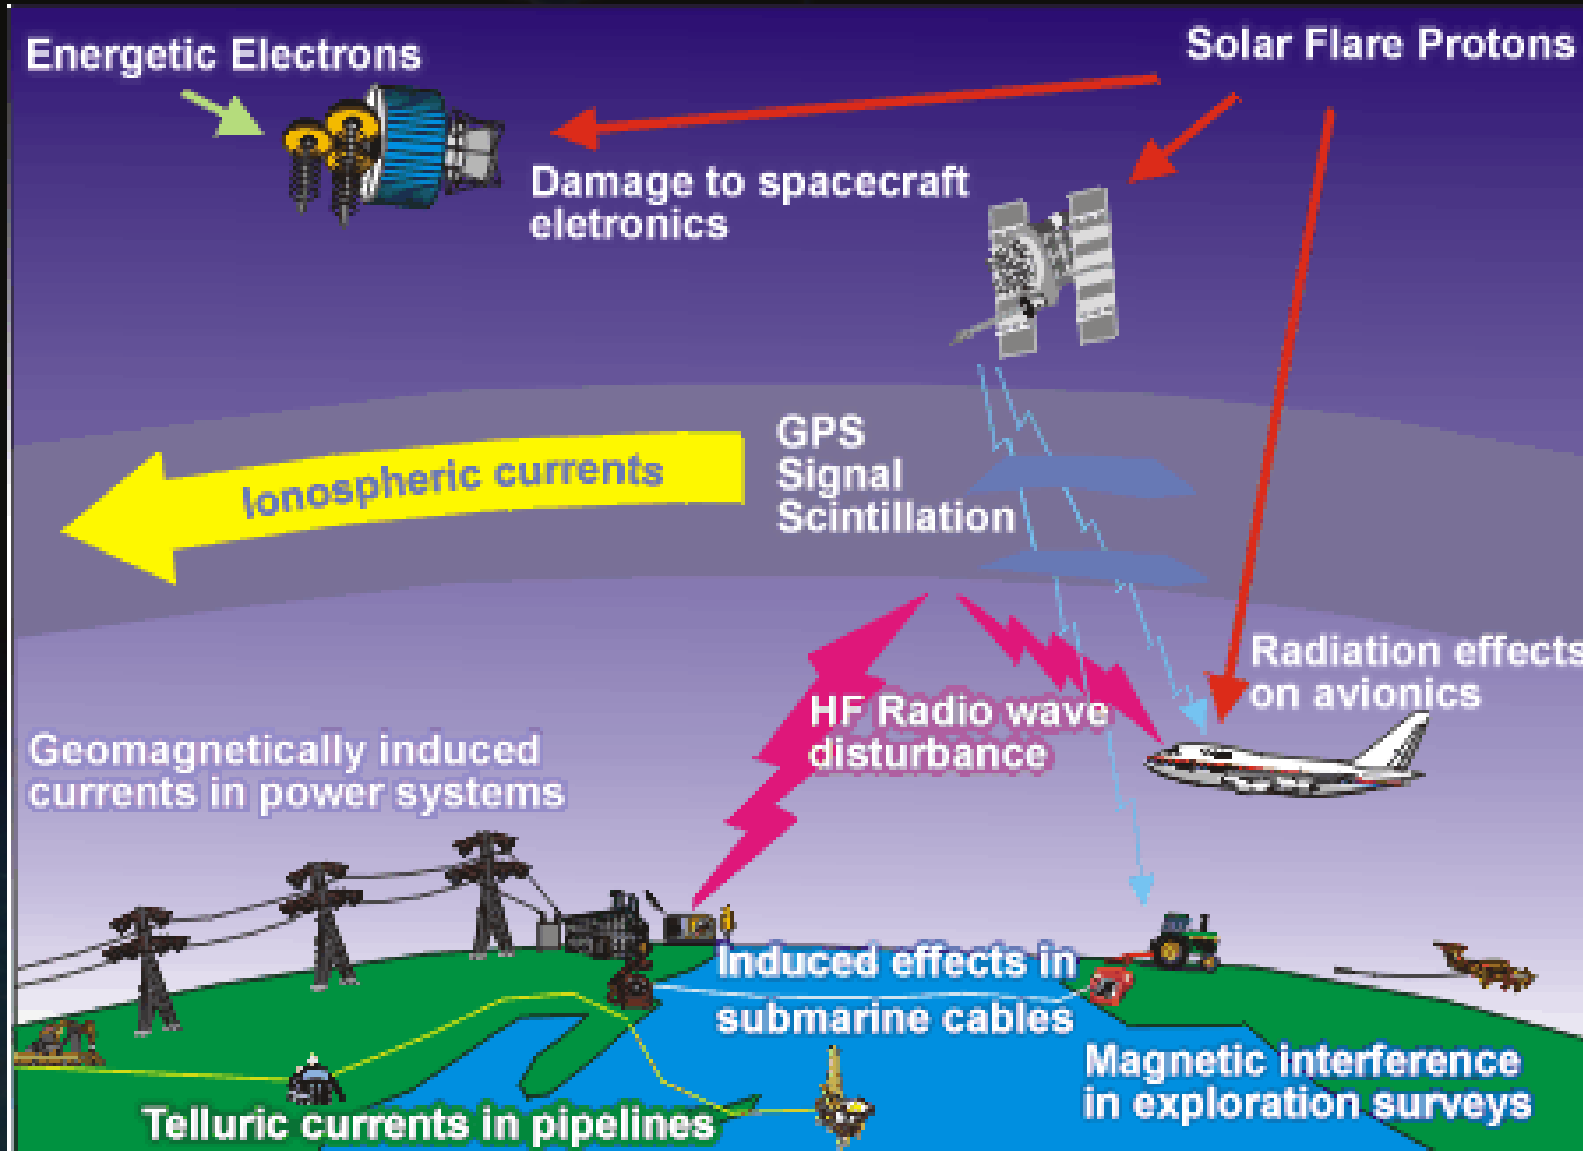 Energetic Electrons
Solar Flare Protons
Damage to spacecraft
eletronics
GPS
Signal
Scintillation
Ionospheric currents
Radiation effects
on avionics
HF Radio wave
disturbance
Geomagnetically induced
currents in power systems
Induced effects in
submarine cables
Magnetic interference
in exploration surveys
Telluric currents in pipelines